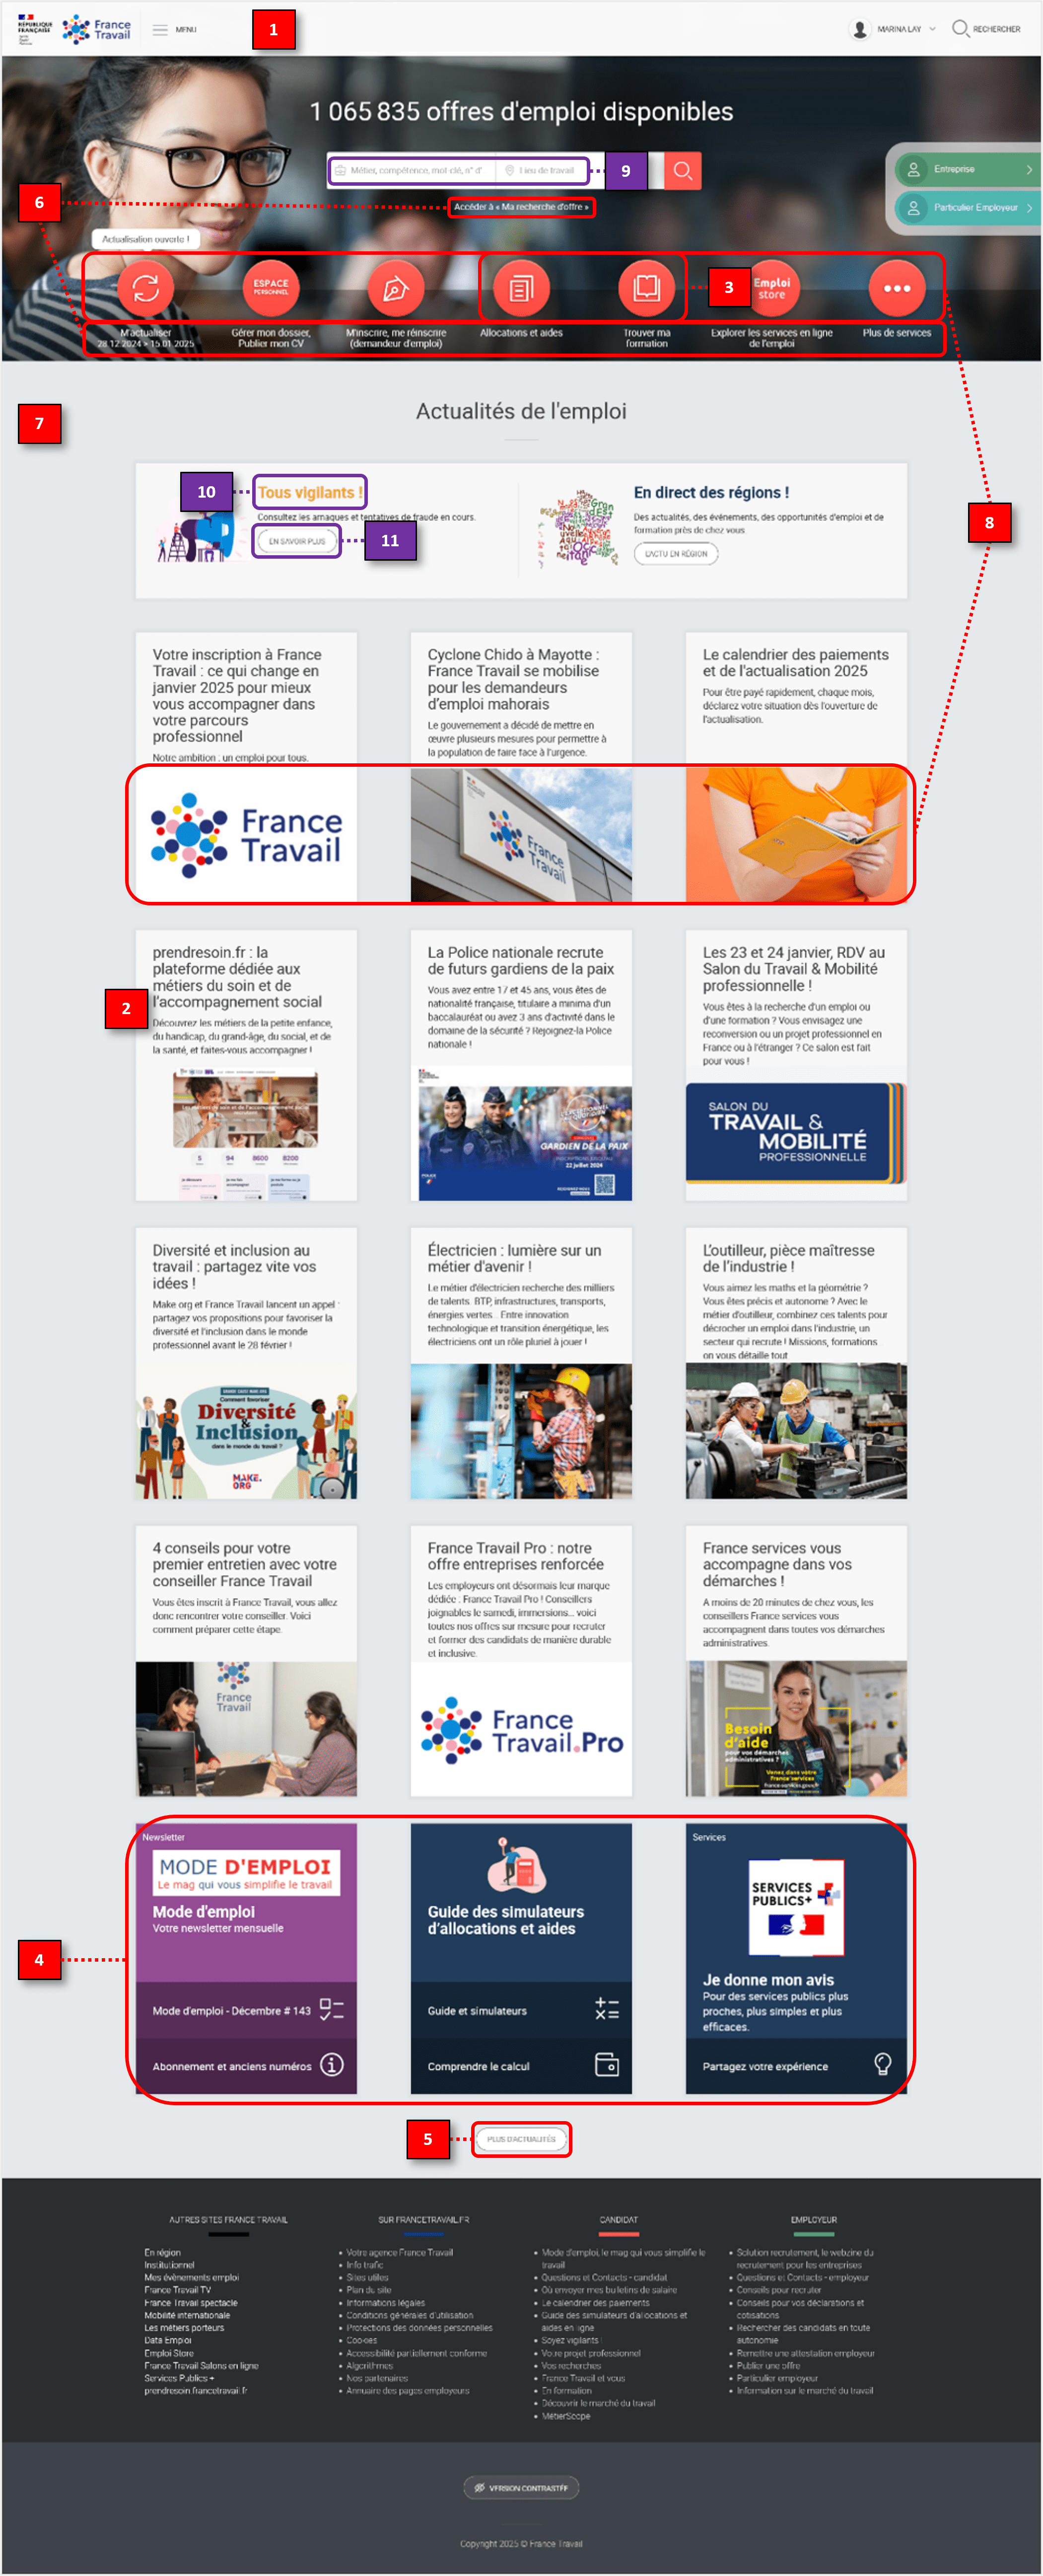 RÉPUBLIQUE
FRANÇAISE
France
Travail
MENU
1
MARINA LAY
RECHERCHER
1 065 835 offres d'emploi disponibles
Métier, compétence, mot-clé, n° d'
Lieu de travail
9
Entreprise
Particulier Employeur
6
Accéder à « Ma recherche d'offre »
Actualisation ouverte !
ESPACE
PERSONNEL
3
Emploi
store
M'actualiser
28.12.2024 > 15.01.2025
Gérer mon dossier,
Publier mon CV
M'inscrire, me réinscrire
(demandeur d'emploi)
Allocations et aides
Trouver ma
formation
Explorer les services en ligne
de l'emploi
Plus de services
7
Actualités de l'emploi
10
Tous vigilants !
Consultez les arnaques et tentatives de fraude en cours.
EN SAVOIR PLUS
11
En direct des régions !
Des actualités, des événements, des opportunités d'emploi et de
formation près de chez vous.
L'ACTU EN RÉGION
8
Votre inscription à France
Travail : ce qui change en
janvier 2025 pour mieux
vous accompagner dans
votre parcours
professionnel
Notre ambition : un emploi pour tous.
France
Travail
Cyclone Chido à Mayotte :
France Travail se mobilise
pour les demandeurs
d'emploi mahorais
Le gouvernement a décidé de mettre en
œuvre plusieurs mesures pour permettre à
la population de faire face à l'urgence.
France
Travail
Le calendrier des paiements
et de l'actualisation 2025
Pour être payé rapidement, chaque mois,
déclarez votre situation dès l'ouverture de
l'actualisation.
2
prendresoin.fr : la
plateforme dédiée aux
métiers du soin et de
l'accompagnement social
Découvrez les métiers de la petite enfance,
du handicap, du grand-âge, du social, et de
la santé, et faites-vous accompagner !
Les métiers du soin et de l'accompagnement social
5
94
8600
8200
La Police nationale recrute
de futurs gardiens de la paix
Vous avez entre 17 et 45 ans, vous êtes de
nationalité française, titulaire a minima d'un
baccalauréat ou avez 3 ans d'activité dans le
domaine de la sécurité ? Rejoignez-la Police
nationale !
GARDIEN DE LA PAIX
22 juillet 2024
Les 23 et 24 janvier, RDV au
Salon du Travail & Mobilité
professionnelle !
Vous êtes à la recherche d'un emploi ou
d'une formation ? Vous envisagez une
reconversion ou un projet professionnel en
France ou à l'étranger ? Ce salon est fait
pour vous !
SALON DU
TRAVAIL &
MOBILITÉ
PROFESSIONNELLE
Diversité et inclusion au
travail : partagez vite vos
idées !
Make org et France Travail lancent un appel :
partagez vos propositions pour favoriser la
diversité et l'inclusion dans le monde
professionnel avant le 28 février !
Comment favoriser
Diversité
&
Inclusion
dans le monde du travail ?
MAKE.
ORG
Électricien : lumière sur un
métier d'avenir !
Le métier d'électricien recherche des milliers
de talents. BTP, infrastructures, transports,
énergies vertes... Entre innovation
technologique et transition énergétique, les
électriciens ont un rôle pluriel à jouer !
L'outilleur, pièce maîtresse
de l'industrie !
Vous aimez les maths et la géométrie ?
Vous êtes précis et autonome ? Avec le
métier d'outilleur, combinez ces talents pour
décrocher un emploi dans l'industrie, un
secteur qui recrute ! Missions, formations...
on vous détaille tout
4 conseils pour votre
premier entretien avec votre
conseiller France Travail
Vous êtes inscrit à France Travail, vous allez
donc rencontrer votre conseiller. Voici
comment préparer cette étape.
France
Travail
France Travail Pro : notre
offre entreprises renforcée
Les employeurs ont désormais leur marque
dédiée : France Travail Pro ! Conseillers
joignables le samedi, immersions... voici
toutes nos offres sur mesure pour recruter
et former des candidats de manière durable
et inclusive.
France
Travail.Pro
France services vous
accompagne dans vos
démarches !
A moins de 20 minutes de chez vous, les
conseillers France services vous
accompagnent dans toutes vos démarches
administratives.
Besoin
d'aide
pour vos démarches
administratives ?
Venez dans votre
France services
Newsletter
MODE D'EMPLOI
Le mag qui vous simplifie le travail
Mode d'emploi
Votre newsletter mensuelle
4
Mode d'emploi - Décembre # 143
Abonnement et anciens numéros
Guide des simulateurs
d'allocations et aides
Guide et simulateurs
Comprendre le calcul
Services
SERVICES
PUBLICS+
Je donne mon avis
Pour des services publics plus
proches, plus simples et plus
efficaces.
Partagez votre expérience
5
PLUS D'ACTUALITÉS
AUTRES SITES FRANCE TRAVAIL
En région
Institutionnel
Mes évènements emploi
France Travail TV
France Travail spectacle
Mobilité internationale
Les métiers porteurs
Data Emploi
Emploi Store
France Travail Salons en ligne
Services Publics +
prendresoin.francetravail.fr
SUR FRANCETRAVAIL.FR
Votre agence France Travail
Info trafic
Sites utiles
Plan du site
Informations légales
Conditions générales d'utilisation
Protections des données personnelles
Cookies
Accessibilité partiellement conforme
Algorithmes
Nos partenaires
Annuaire des pages employeurs
CANDIDAT
Mode d'emploi, le mag qui vous simplifie le
travail
Questions et Contacts - candidat
Où envoyer mes bulletins de salaire
Le calendrier des paiements
Guide des simulateurs d'allocations et
aides en ligne
Soyez vigilants
Votre projet professionnel
Vos recherches
France Travail et vous
En formation
Découvrir le marché du travail
MétierScope
EMPLOYEUR
Solution recrutement, le webzine du
recrutement pour les entreprises
Questions et Contacts - employeur
Conseils pour recruter
Conseils pour vos déclarations et
cotisations
Rechercher des candidats en toute
autonomie
Remettre une attestation employeur
Publier une offre
Particulier employeur
Information sur le marché du travail
VERSION CONTRASTÉE
Copyright 2025 © France Travail